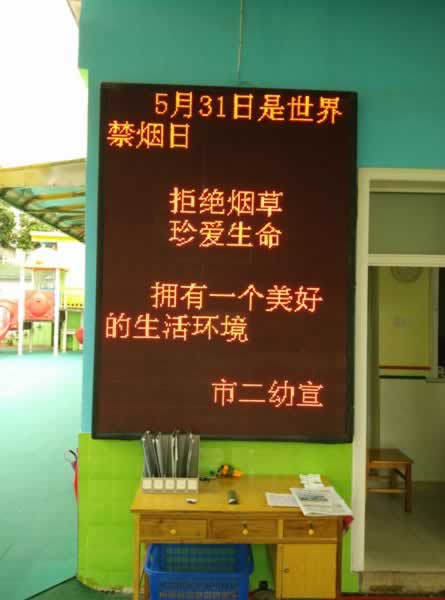 5月31日是世界
禁烟日
拒绝烟草
珍爱生命
拥有一个美好
的生活环境
市二幼宣